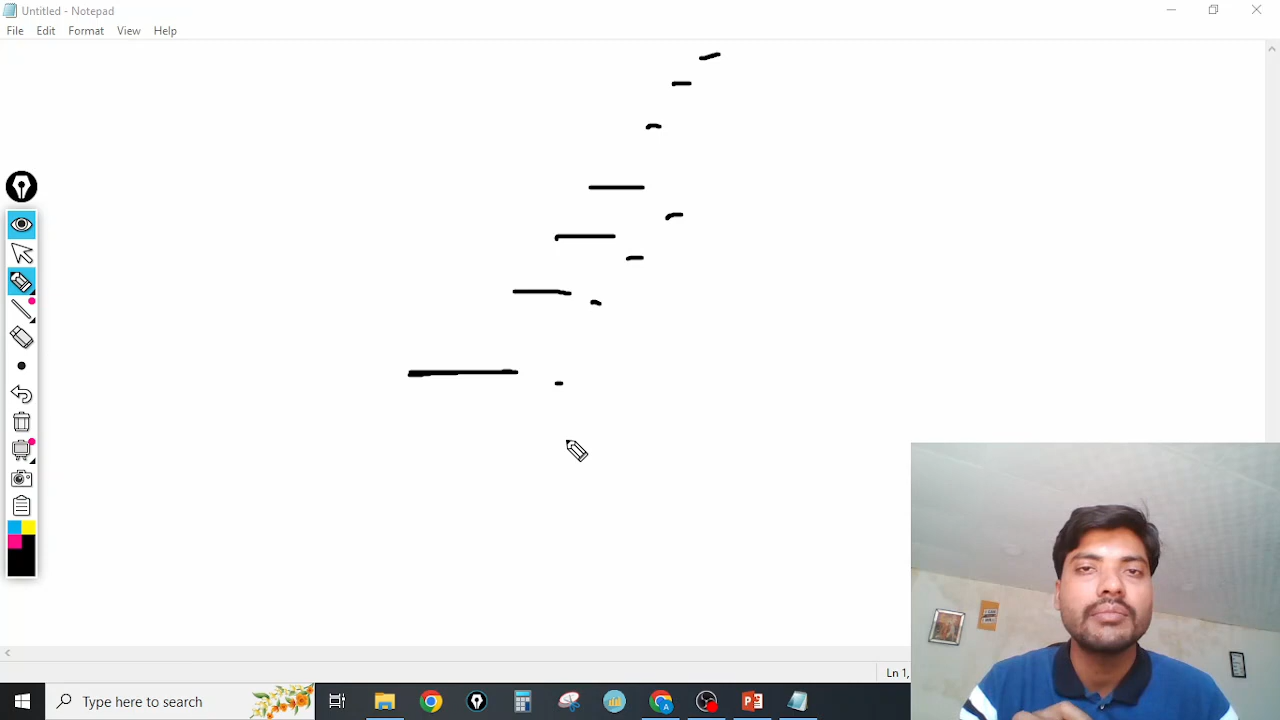 Untitled - Notepad
File Edit Format View Help
Ln 1,
Type here to search